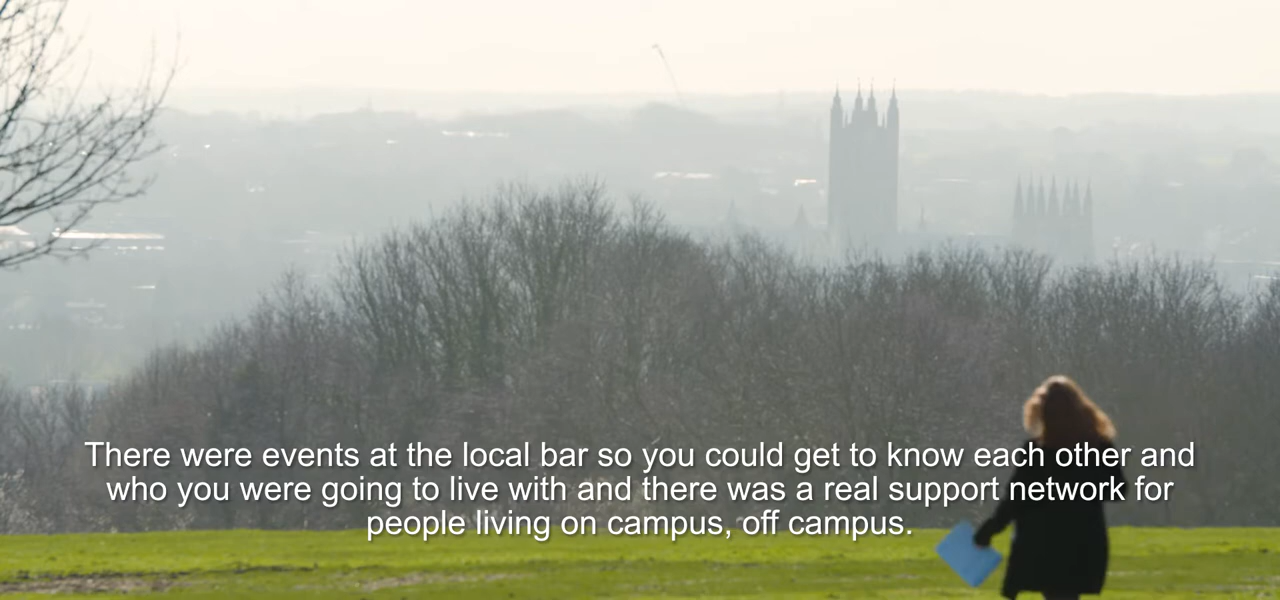 There were events at the local bar so you could get to know each other and
who you were going to live with and there was a real support network for
people living on campus, off campus.